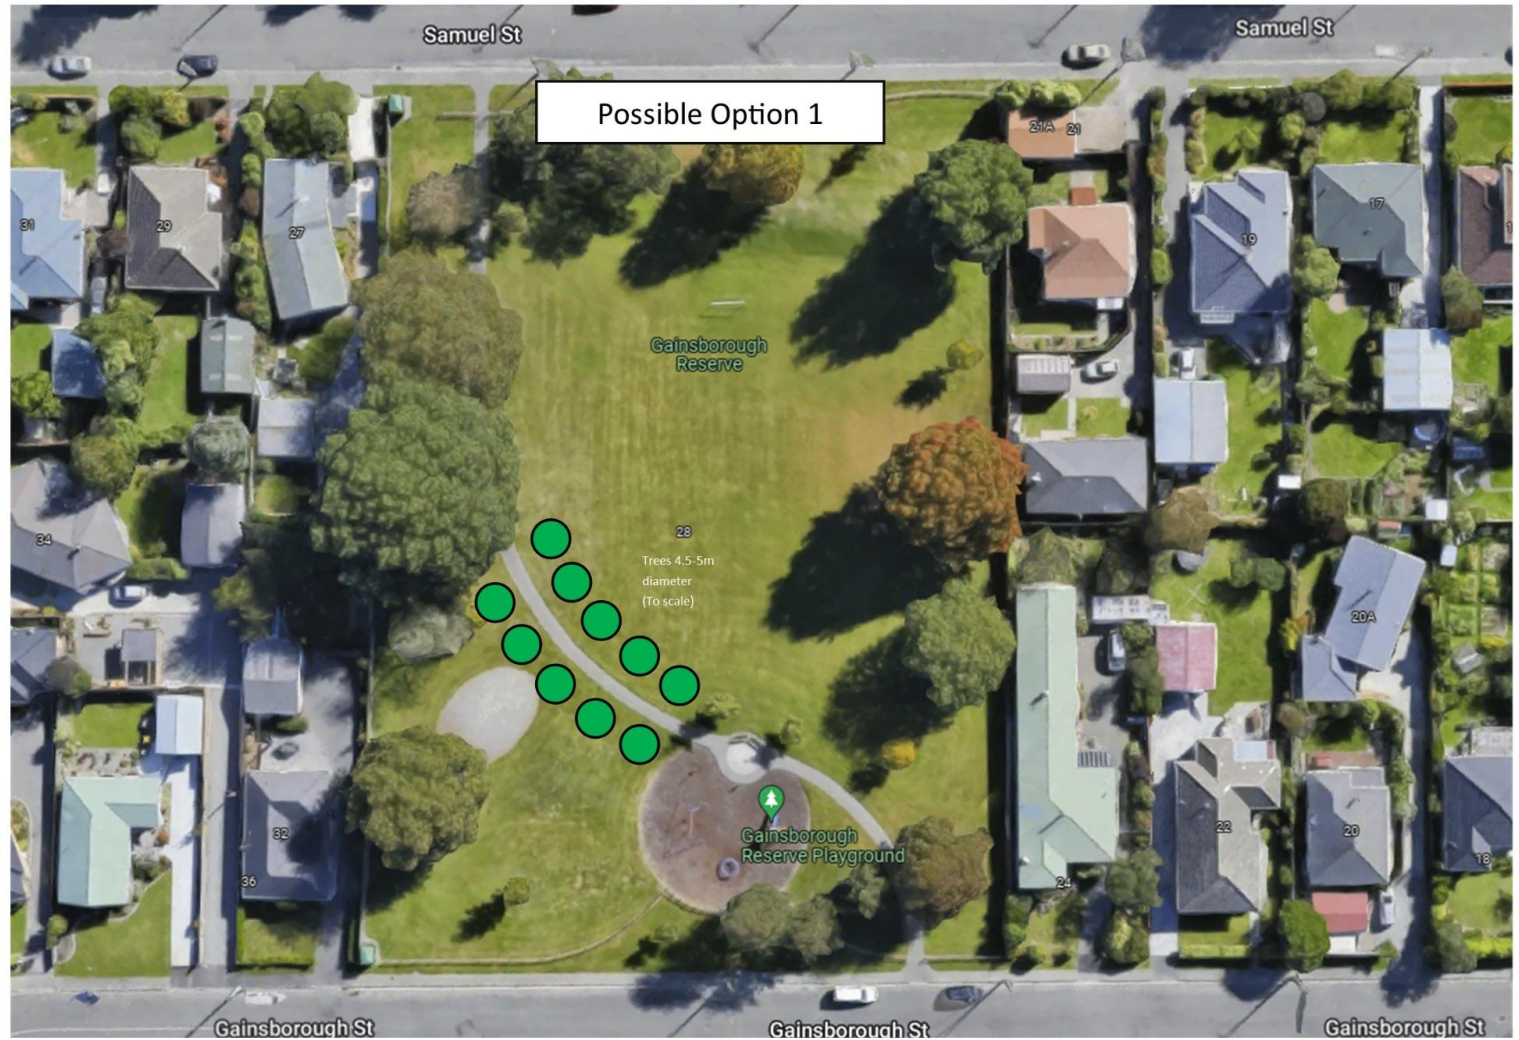 Samuel St
Samuel St
Possible Option 1
21A
21
31
29
27
19
17
Gainsborough
Reserve
34
28
Trees 4.5-5m
diameter
(To scale)
20A
Gainsborough
Reserve Playground
32
36
22
20
18
24
Gainsborough St
Gainsborough St
Gainsborough St